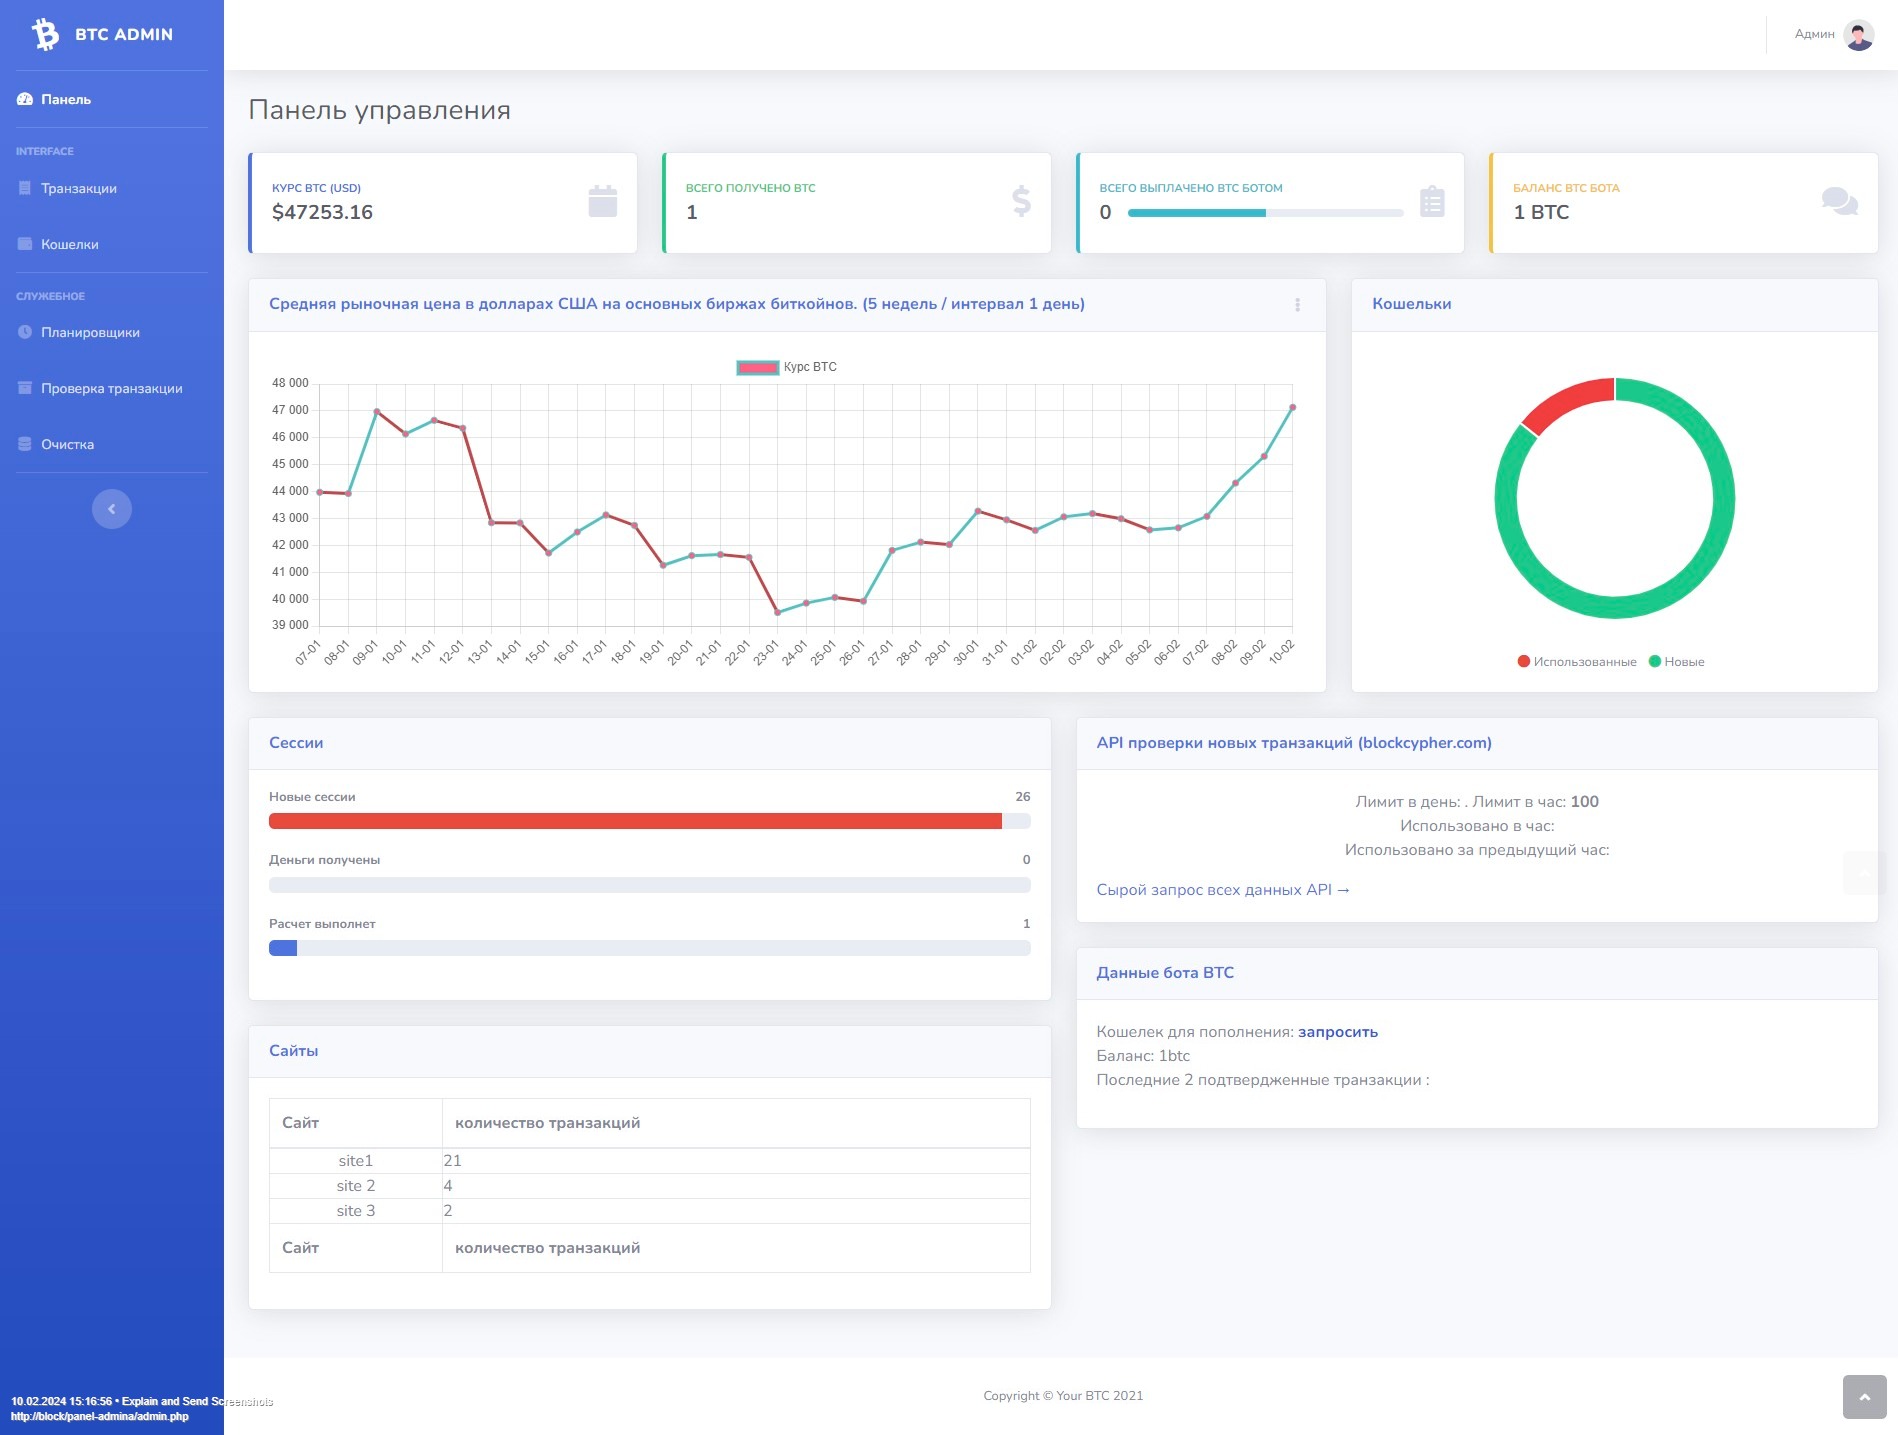 BTC ADMIN
Админ
Панель
INTERFACE
Транзакции
Кошелки
СЛУЖЕБНОЕ
Планировщики
Проверка транзакции
Очистка
Панель управления
КУРС BTC (USD)
$47253.16
ВСЕГО ПОЛУЧЕНО BTC
1
ВСЕГО ВЫПЛАЧЕНО BTC БОТОМ
0
БАЛАНС BTC БОТА
1 BTC
Средняя рыночная цена в долларах США на основных биржах биткойнов. (5 недель / интервал 1 день)
Курс BTC
48 000
47 000
46 000
45 000
44 000
43 000
42 000
41 000
40 000
39 000
07-01 08-01 09-01 10-01 11-01 12-01 13-01 14-01 15-01 16-01 17-01 18-01 19-01 20-01 21-01 22-01 23-01 24-01 25-01 26-01 27-01 28-01 29-01 30-01 31-01 01-02 02-02 03-02 04-02 05-02 06-02 07-02 08-02 09-02 10-02
Кошельки
Использованные Новые
Сессии
Новые сессии 26
Деньги получены 0
Расчет выполнет 1
API проверки новых транзакций (blockcypher.com)
Лимит в день: . Лимит в час: 100
Использовано в час:
Использовано за предыдущий час:
Сырой запрос всех данных API →
Данные бота BTC
Кошелек для пополнения: запросить
Баланс: 1btc
Последние 2 подтвержденные транзакции :
Сайты
Сайт количество транзакций
site1 21
site 2 4
site 3 2
Сайт количество транзакций
Copyright © Your BTC 2021
10.02.2024 15:16:56 • Explain and Send Screenshots
http://block/panel-admina/admin.php